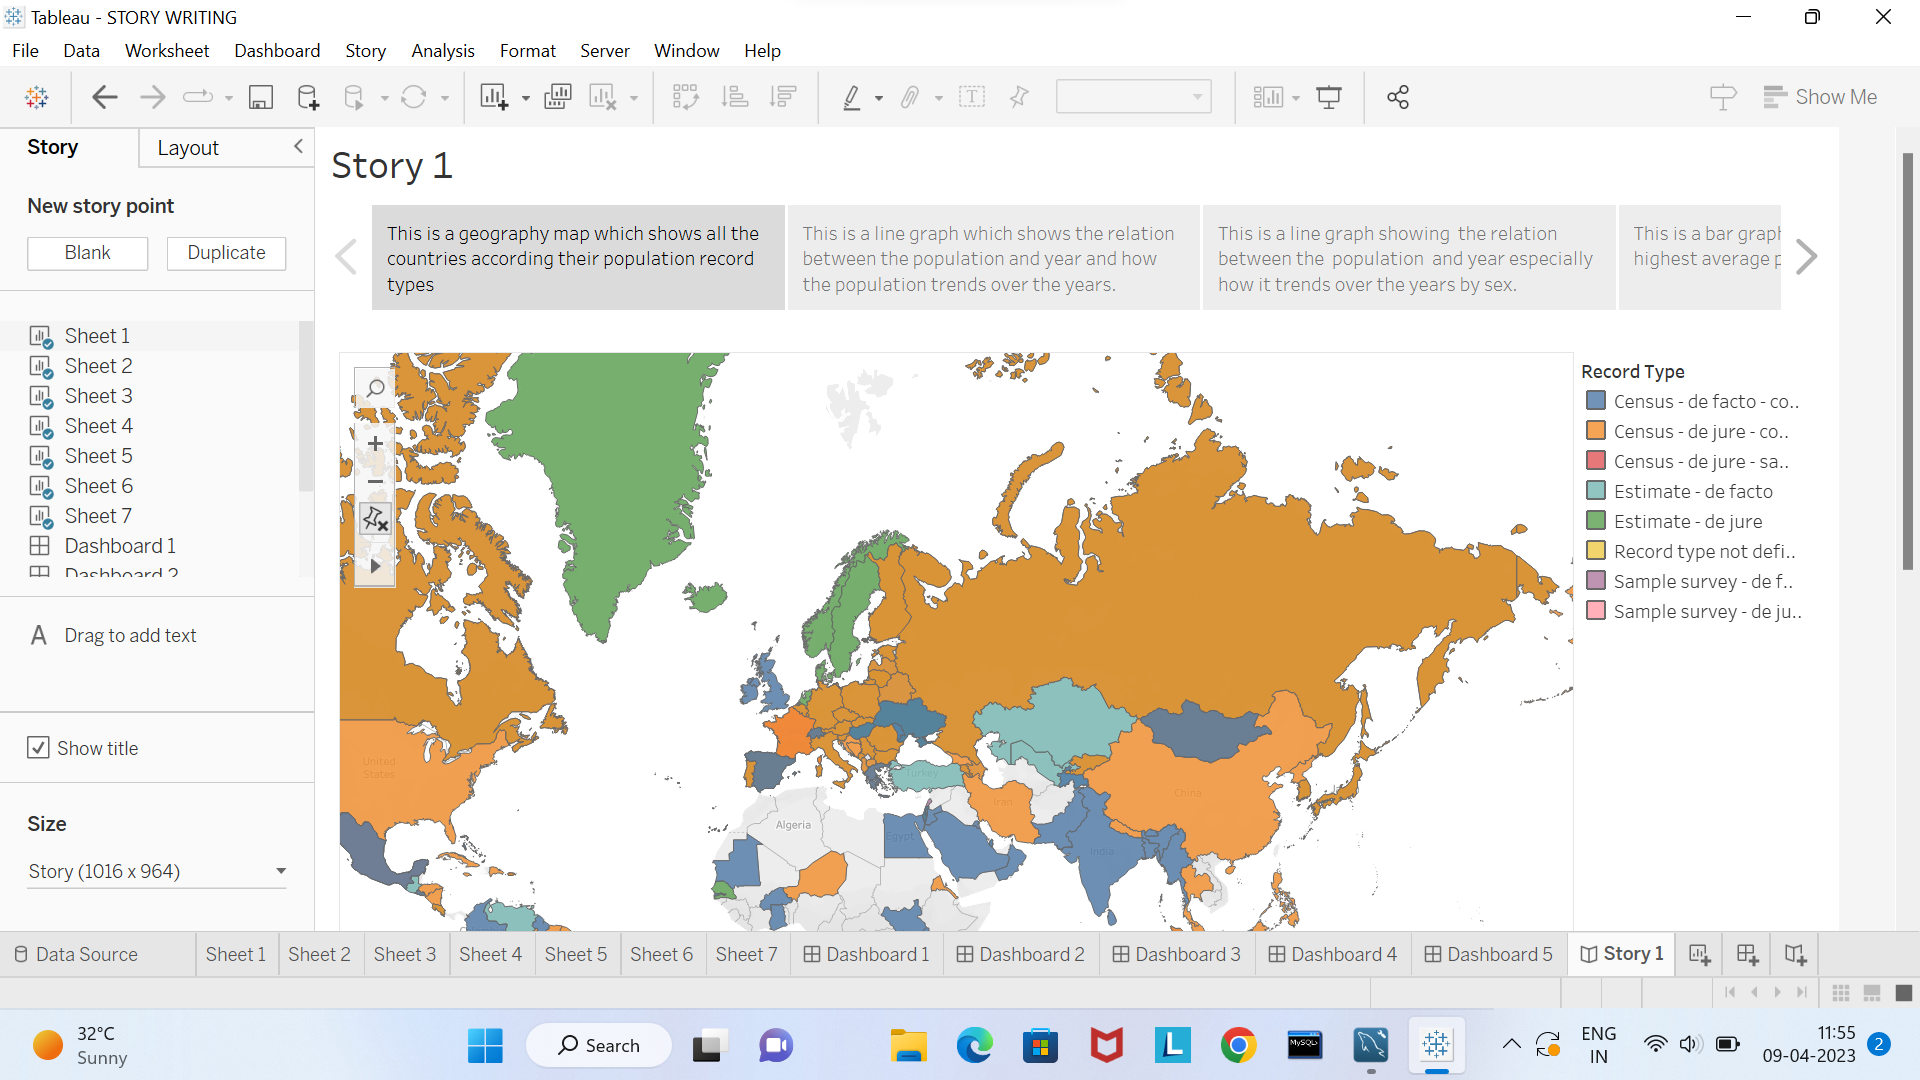 Tableau - STORY WRITING
File Data Worksheet Dashboard Story Analysis Format Server Window Help
Show Me
Story Layout
New story point
Blank Duplicate
Sheet 1
Sheet 2
Sheet 3
Sheet 4
Sheet 5
Sheet 6
Sheet 7
Dashboard 1
Dashboard 2
A Drag to add text
Show title
Size
Story (1016 x 964)
Story 1
This is a geography map which shows all the
countries according their population record
types
This is a line graph which shows the relation
between the population and year and how
the population trends over the years.
This is a line graph showing the relation
between the population and year especially
how it trends over the years by sex.
This is a bar graph
highest average p
United
States
Algeria
Egypt
Turkey
Iran
India
China
Record Type
Census - de facto - co..
Census - de jure - co..
Census - de jure - sa..
Estimate - de facto
Estimate - de jure
Record type not defi..
Sample survey - de f..
Sample survey - de ju..
Data Source Sheet 1 Sheet 2 Sheet 3 Sheet 4 Sheet 5 Sheet 6 Sheet 7 Dashboard 1 Dashboard 2 Dashboard 3 Dashboard 4 Dashboard 5 Story 1
32°C
Sunny
Search
MySQL
L
ENG
IN
11:55
09-04-2023
2